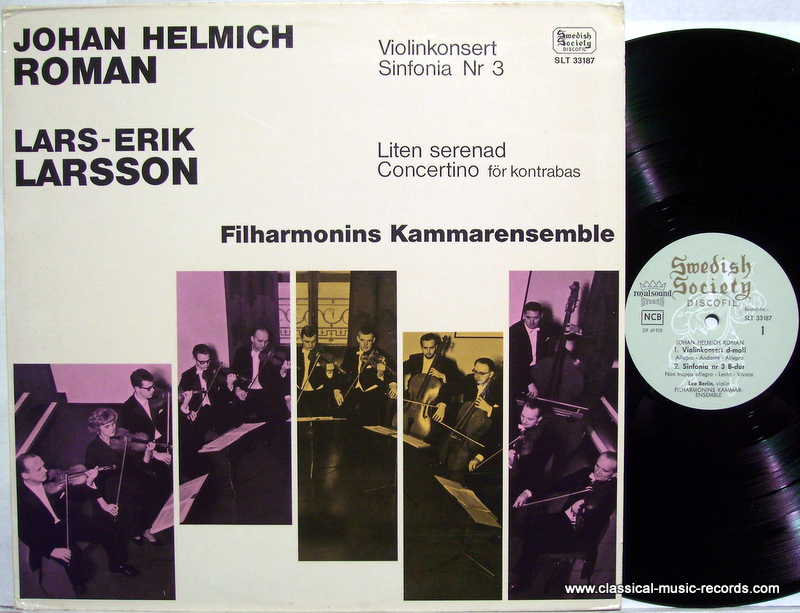 JOHAN HELMICH
ROMAN
Violinkonsert
Sinfonia Nr 3
Swedish
Society
DISCOFIL
SLT 33187
LARS-ERIK
LARSSON
Liten serenad
Concertino för kontrabas
Filharmonins Kammarensemble
Swedish
Society
DISCOFIL
royalsound
STEREO
NCB
SLT 33187
1
JOHAN HELMICH ROMAN
1. Violinkonsert d-moll
Allegro - Andante - Allegro
2. Sinfonia nr 3 B-dur
Non troppo allegro - Lento - Vivace
Leo Berlin, violin
FILHARMONINS KAMMAR-
ENSEMBLE
www.classical-music-records.com